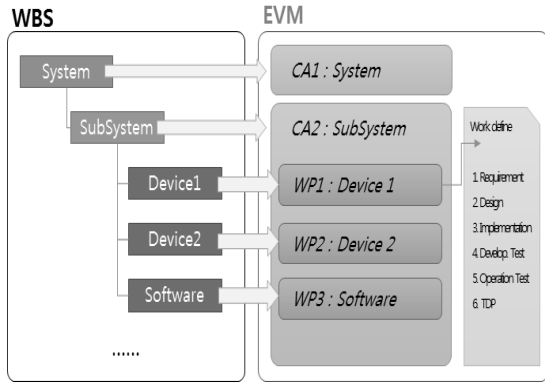 WBS
System
SubSystem
Device1
Device2
Software
......
EVM
CA1 : System
CA2 : SubSystem
WP1 : Device 1
WP2 : Device 2
WP3 : Software
Work define
1. Requirement
2. Design
3. Implementation
4. Develop. Test
5. Operation Test
6. TDP